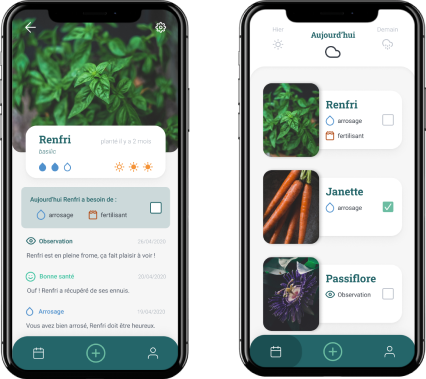 Renfri
planté il y a 2 mois
basilic
Aujourd'hui Renfri a besoin de :
arrosage
fertilisant
Observation
26/04/2020
Renfri est en pleine frome, ça fait plaisir à voir !
Bonne santé
20/04/2020
Ouf ! Renfri a récupéré de ses ennuis.
Arrosage
19/04/2020
Vous avez bien arrosé, Renfri doit être heureux.
Hier
Aujourd'hui
Demain
Renfri
arrosage
fertilisant
Janette
arrosage
Passiflore
Observation